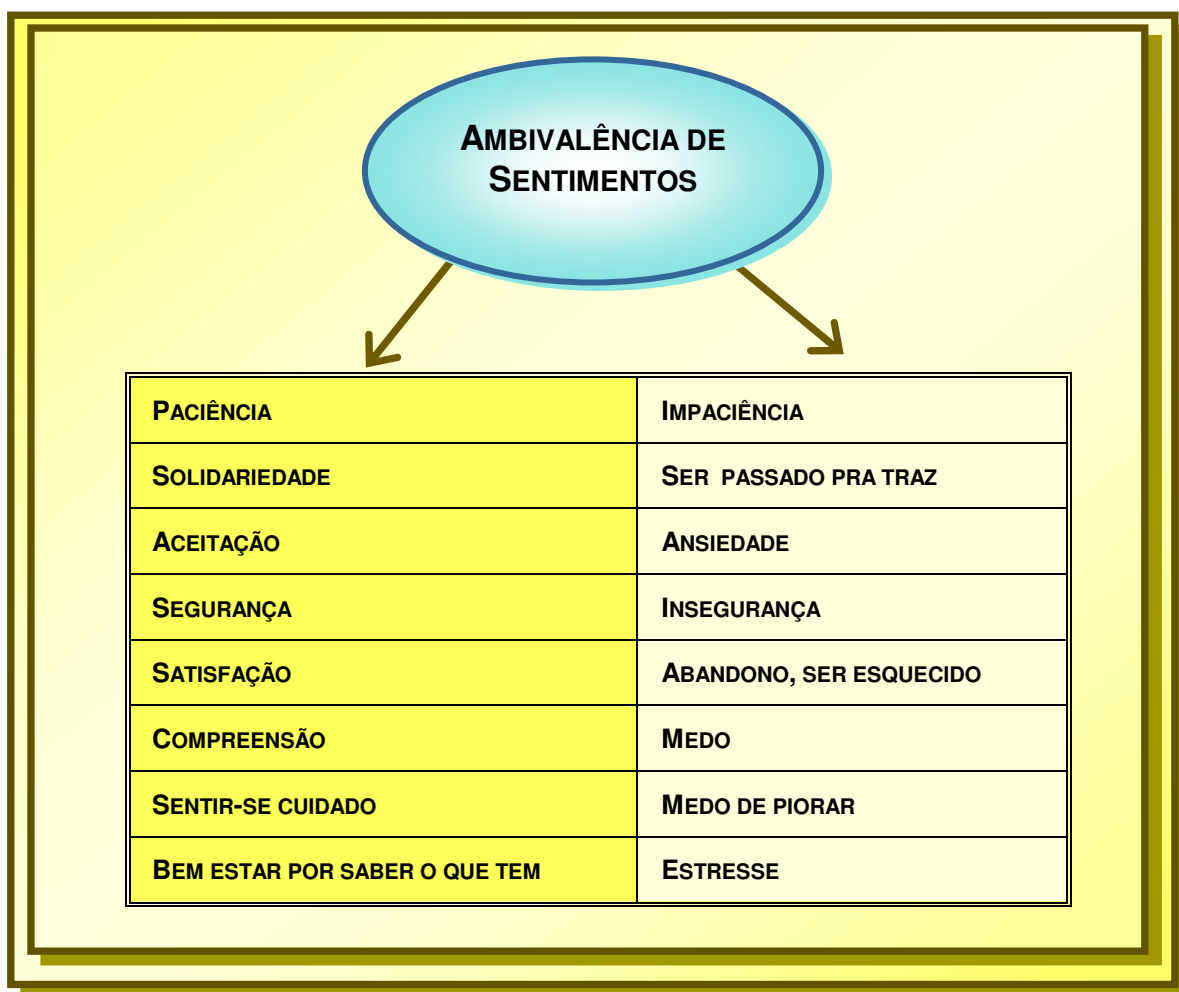 AMBIVALÊNCIA DE
SENTIMENTOS
PACIÊNCIA
IMPACIÊNCIA
SOLIDARIEDADE
SER PASSADO PRA TRAZ
ACEITAÇÃO
ANSIEDADE
SEGURANÇA
INSEGURANÇA
SATISFAÇÃO
ABANDONO, SER ESQUECIDO
COMPREENSÃO
MEDO
SENTIR-SE CUIDADO
MEDO DE PIORAR
BEM ESTAR POR SABER O QUE TEM
ESTRESSE